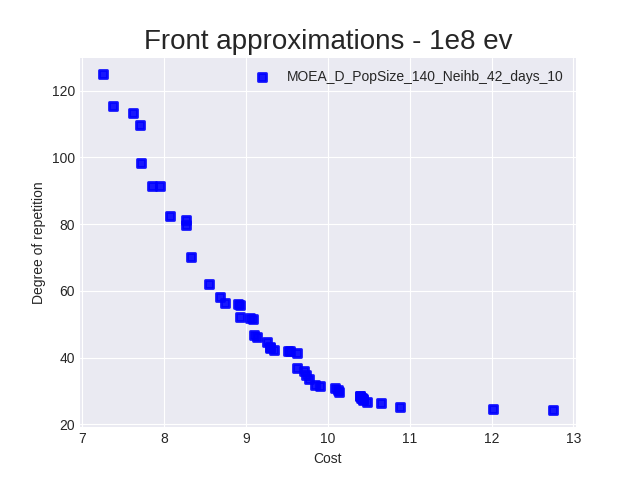 Front approximations - 1e8 ev
MOEA_D_PopSize_140_Neihb_42_days_10
120
100
80
60
40
20
Degree of repetition
7 8 9 10 11 12 13
Cost